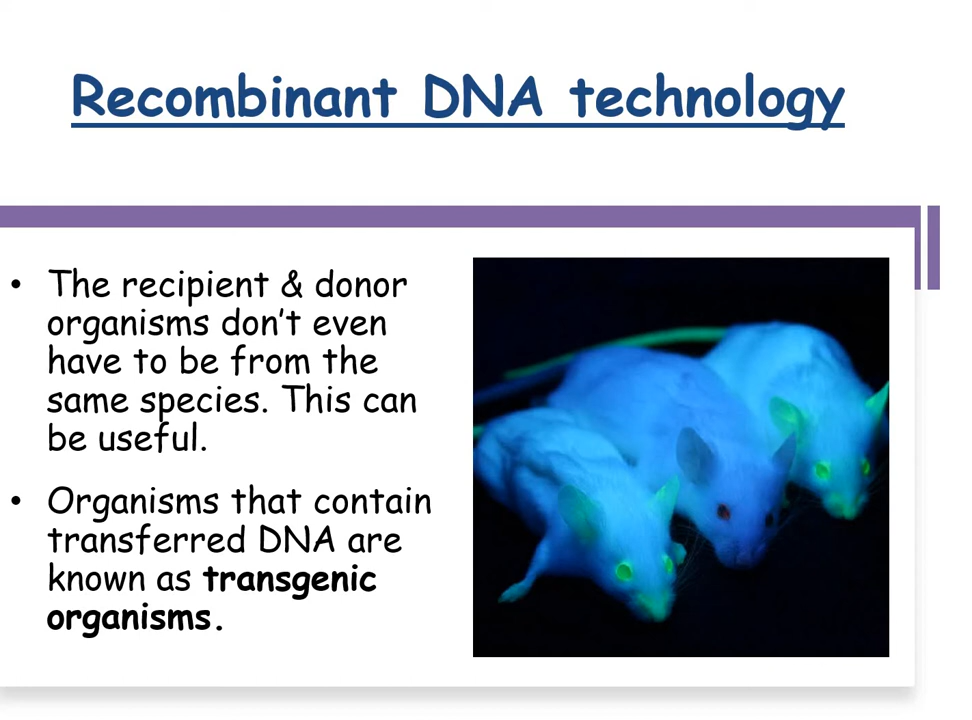 Recombinant DNA technology
• The recipient & donor
organisms don't even
have to be from the
same species. This can
be useful.
• Organisms that contain
transferred DNA are
known as transgenic
organisms.